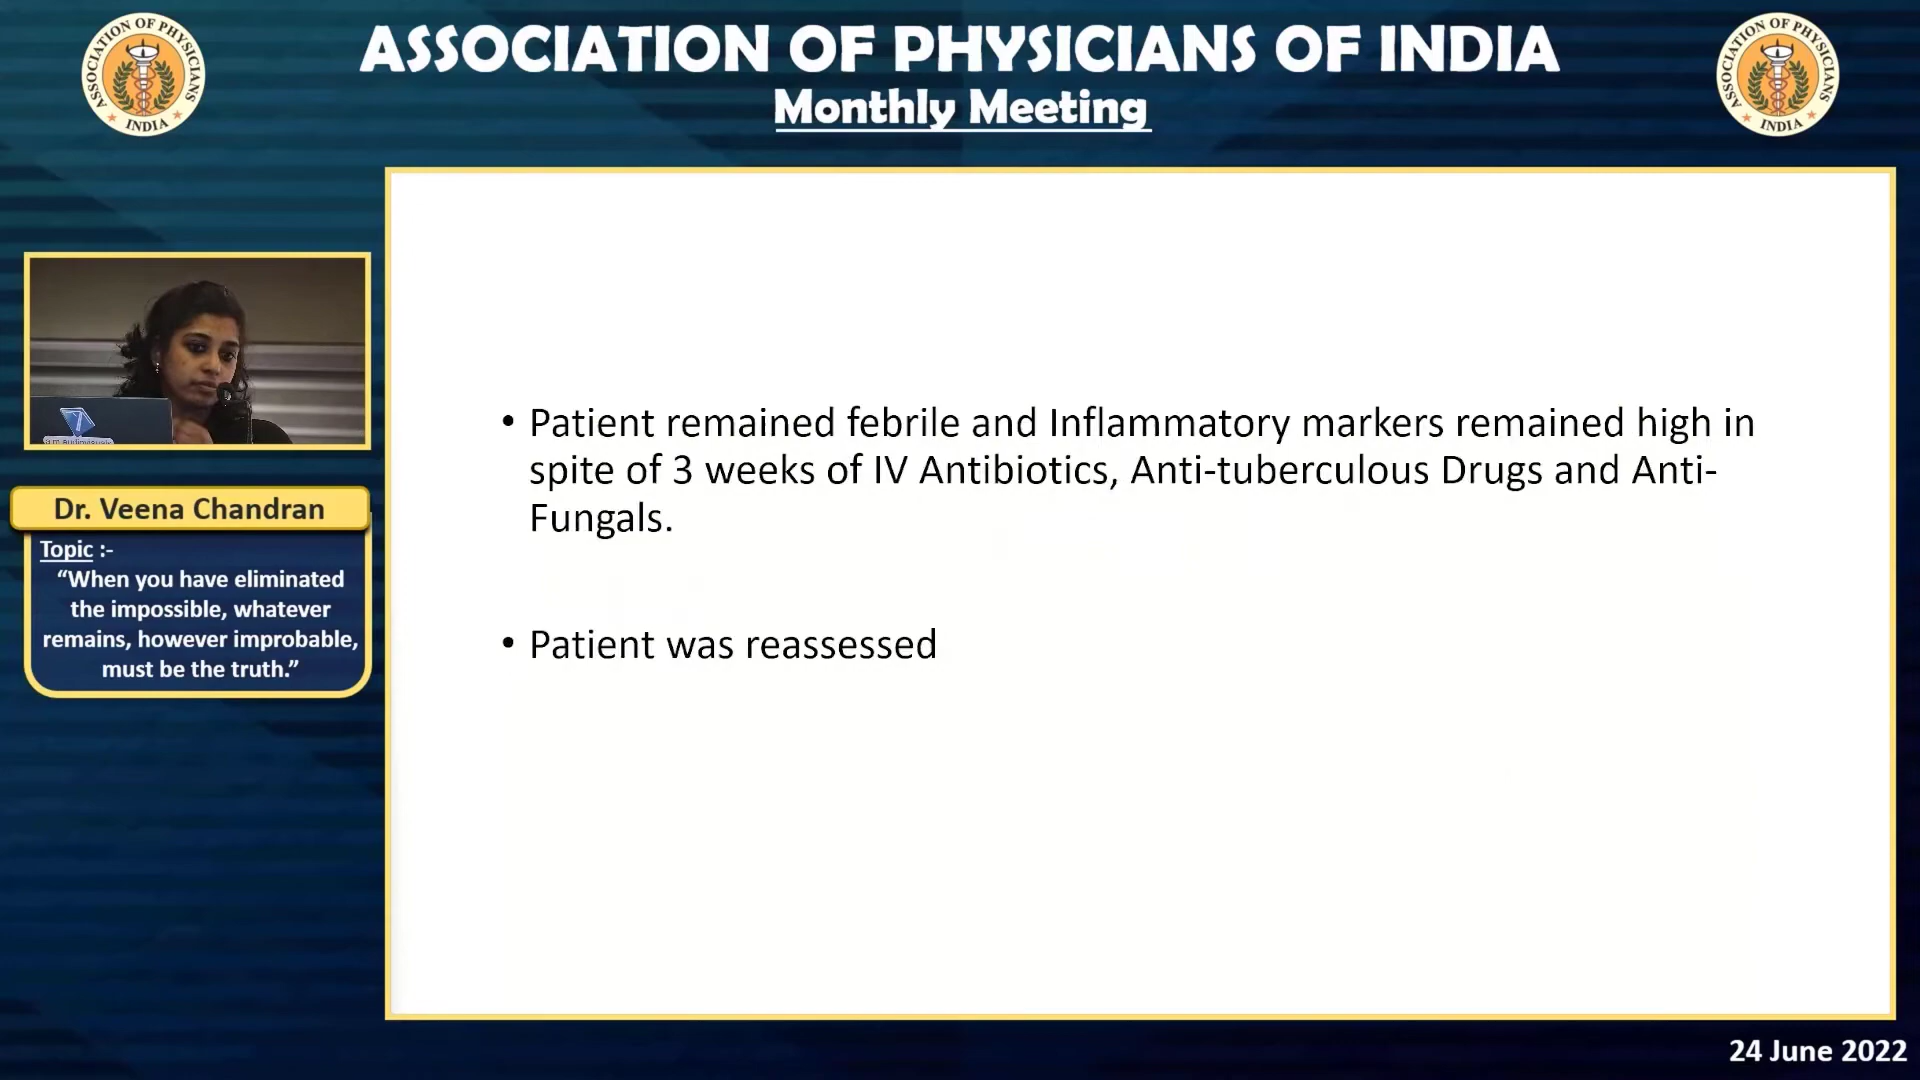 ASSOCIATION OF PHYSICIANS OF INDIA
Monthly Meeting
ASSOCIATION OF PHYSICIANS
INDIA
ASSOCIATION OF PHYSICIANS
INDIA
Dr. Veena Chandran
Topic :-
“When you have eliminated
the impossible, whatever
remains, however improbable,
must be the truth.”
• Patient remained febrile and Inflammatory markers remained high in
spite of 3 weeks of IV Antibiotics, Anti-tuberculous Drugs and Anti-
Fungals.
• Patient was reassessed
24 June 2022